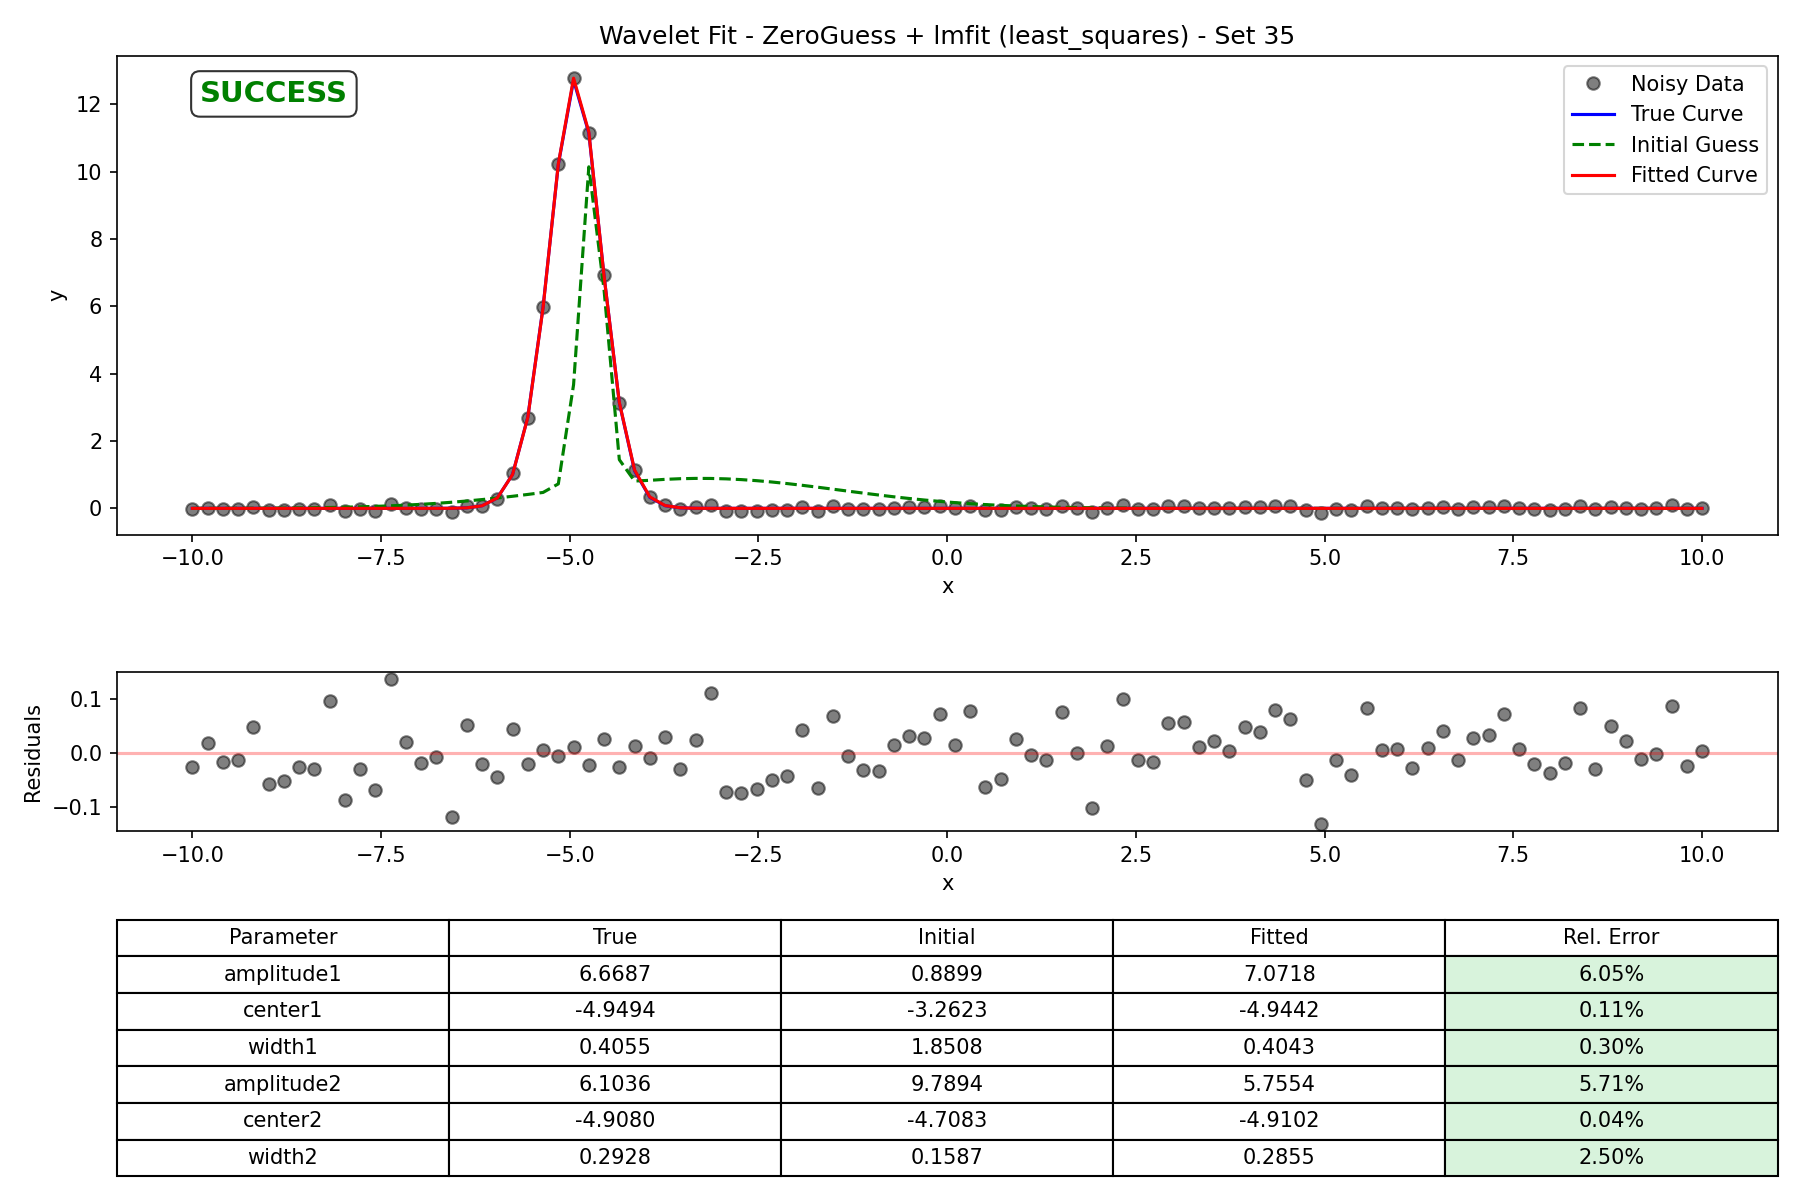 Wavelet Fit - ZeroGuess + lmfit (least_squares) - Set 35
SUCCESS
Noisy Data
True Curve
Initial Guess
Fitted Curve
y
12
10
8
6
4
2
0
−10.0 −7.5 −5.0 −2.5 0.0 2.5 5.0 7.5 10.0
x
Residuals
0.1
0.0
−0.1
−10.0 −7.5 −5.0 −2.5 0.0 2.5 5.0 7.5 10.0
x
Parameter True Initial Fitted Rel. Error
amplitude1 6.6687 0.8899 7.0718 6.05%
center1 -4.9494 -3.2623 -4.9442 0.11%
width1 0.4055 1.8508 0.4043 0.30%
amplitude2 6.1036 9.7894 5.7554 5.71%
center2 -4.9080 -4.7083 -4.9102 0.04%
width2 0.2928 0.1587 0.2855 2.50%